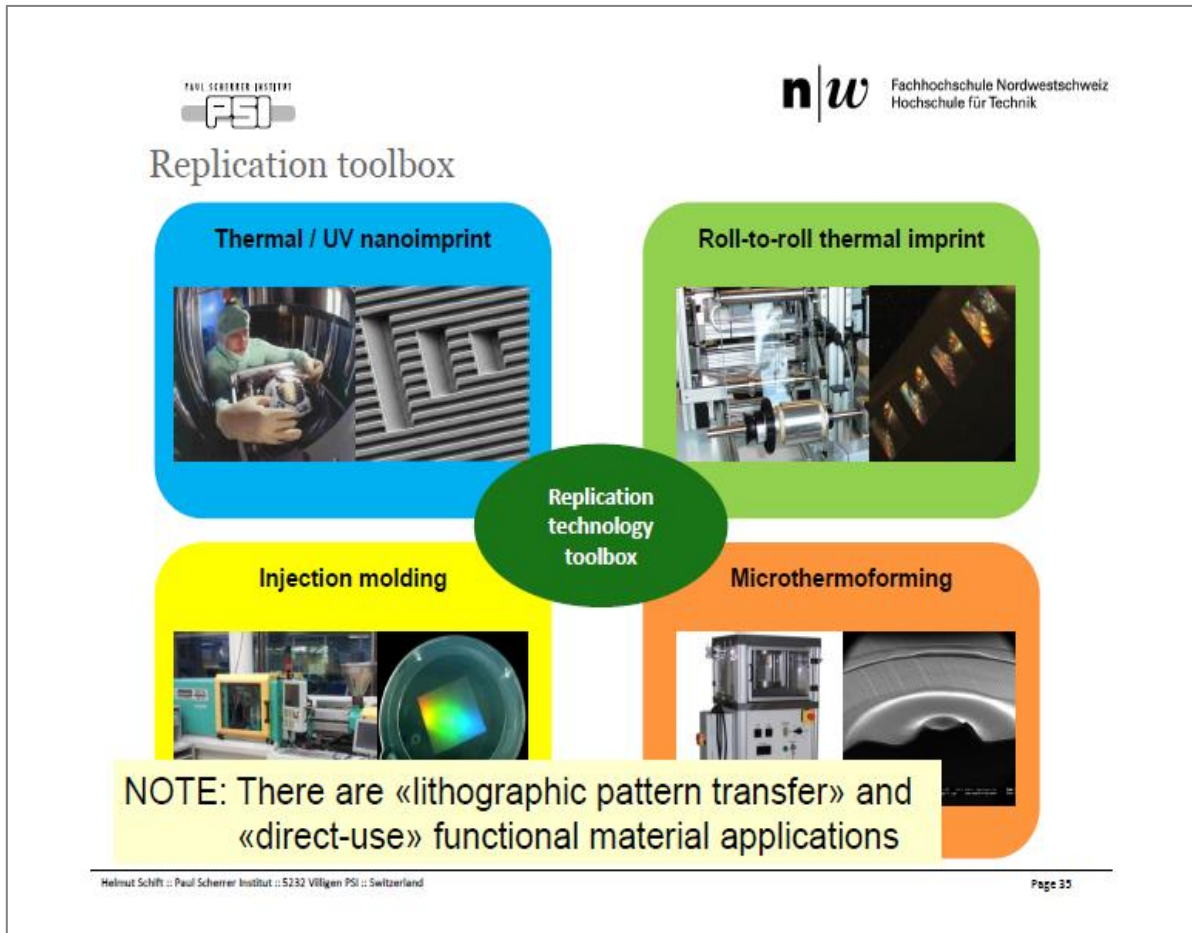 PAUL SCHERRER INSTITUT
PSI
n|w
Fachhochschule Nordwestschweiz
Hochschule für Technik
Replication toolbox
Thermal / UV nanoimprint
Roll-to-roll thermal imprint
Replication
technology
toolbox
Injection molding
Microthermoforming
NOTE: There are «lithographic pattern transfer» and
«direct-use» functional material applications
Helmut Schift :: Paul Scherrer Institut :: 5232 Villigen PSI :: Switzerland
Page 35